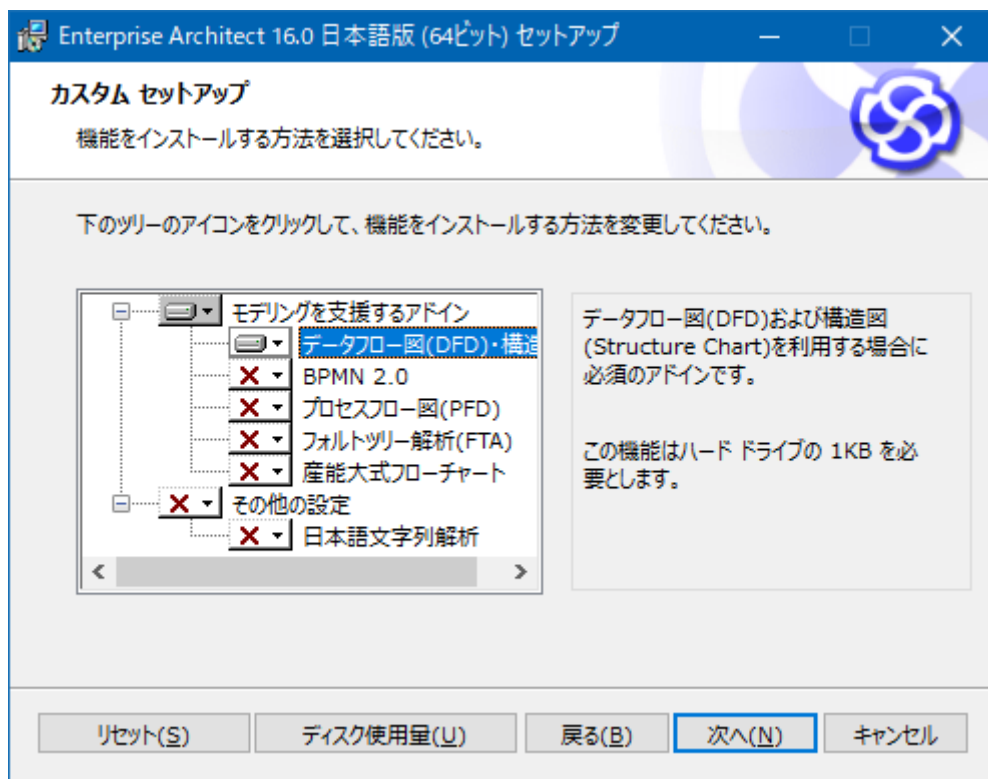 Enterprise Architect 16.0 日本語版 (64ビット) セットアップ
カスタム セットアップ
機能をインストールする方法を選択してください。
下のツリーのアイコンをクリックして、機能をインストールする方法を変更してください。
モデリングを支援するアドイン
データフロー図(DFD)・構造
BPMN 2.0
プロセスフロー図(PFD)
フォルトツリー解析(FTA)
産能大式フローチャート
その他の設定
日本語文字列解析
データフロー図(DFD)および構造図
(Structure Chart)を利用する場合に
必須のアドインです。
この機能はハード ドライブの 1KB を必
要とします。
リセット(S)
ディスク使用量(U)
戻る(B)
次へ(N)
キャンセル